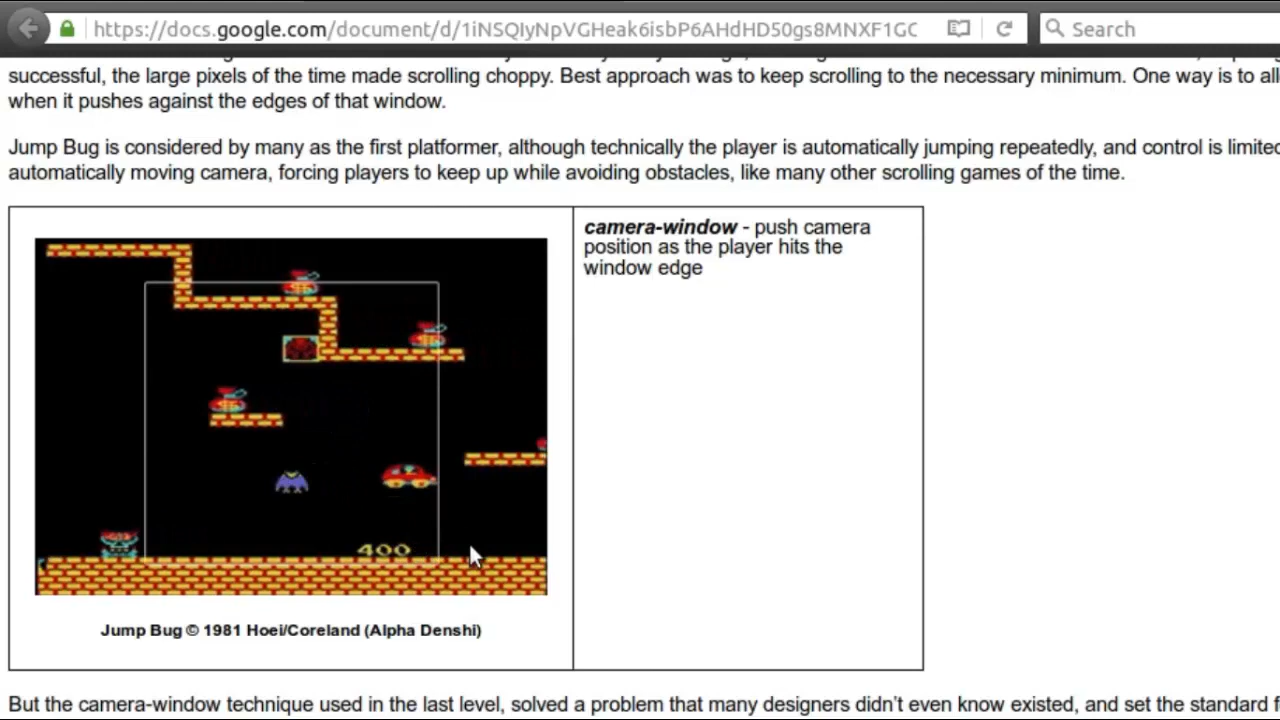 https://docs.google.com/document/d/1iNSQIyNpVGHeak6isbP6AHdHD50gs8MNXF1GC
Search
successful, the large pixels of the time made scrolling choppy. Best approach was to keep scrolling to the necessary minimum. One way is to all
when it pushes against the edges of that window.
Jump Bug is considered by many as the first platformer, although technically the player is automatically jumping repeatedly, and control is limited
automatically moving camera, forcing players to keep up while avoiding obstacles, like many other scrolling games of the time.
camera-window - push camera
position as the player hits the
window edge
400
Jump Bug © 1981 Hoei/Coreland (Alpha Denshi)
But the camera-window technique used in the last level, solved a problem that many designers didn't even know existed, and set the standard